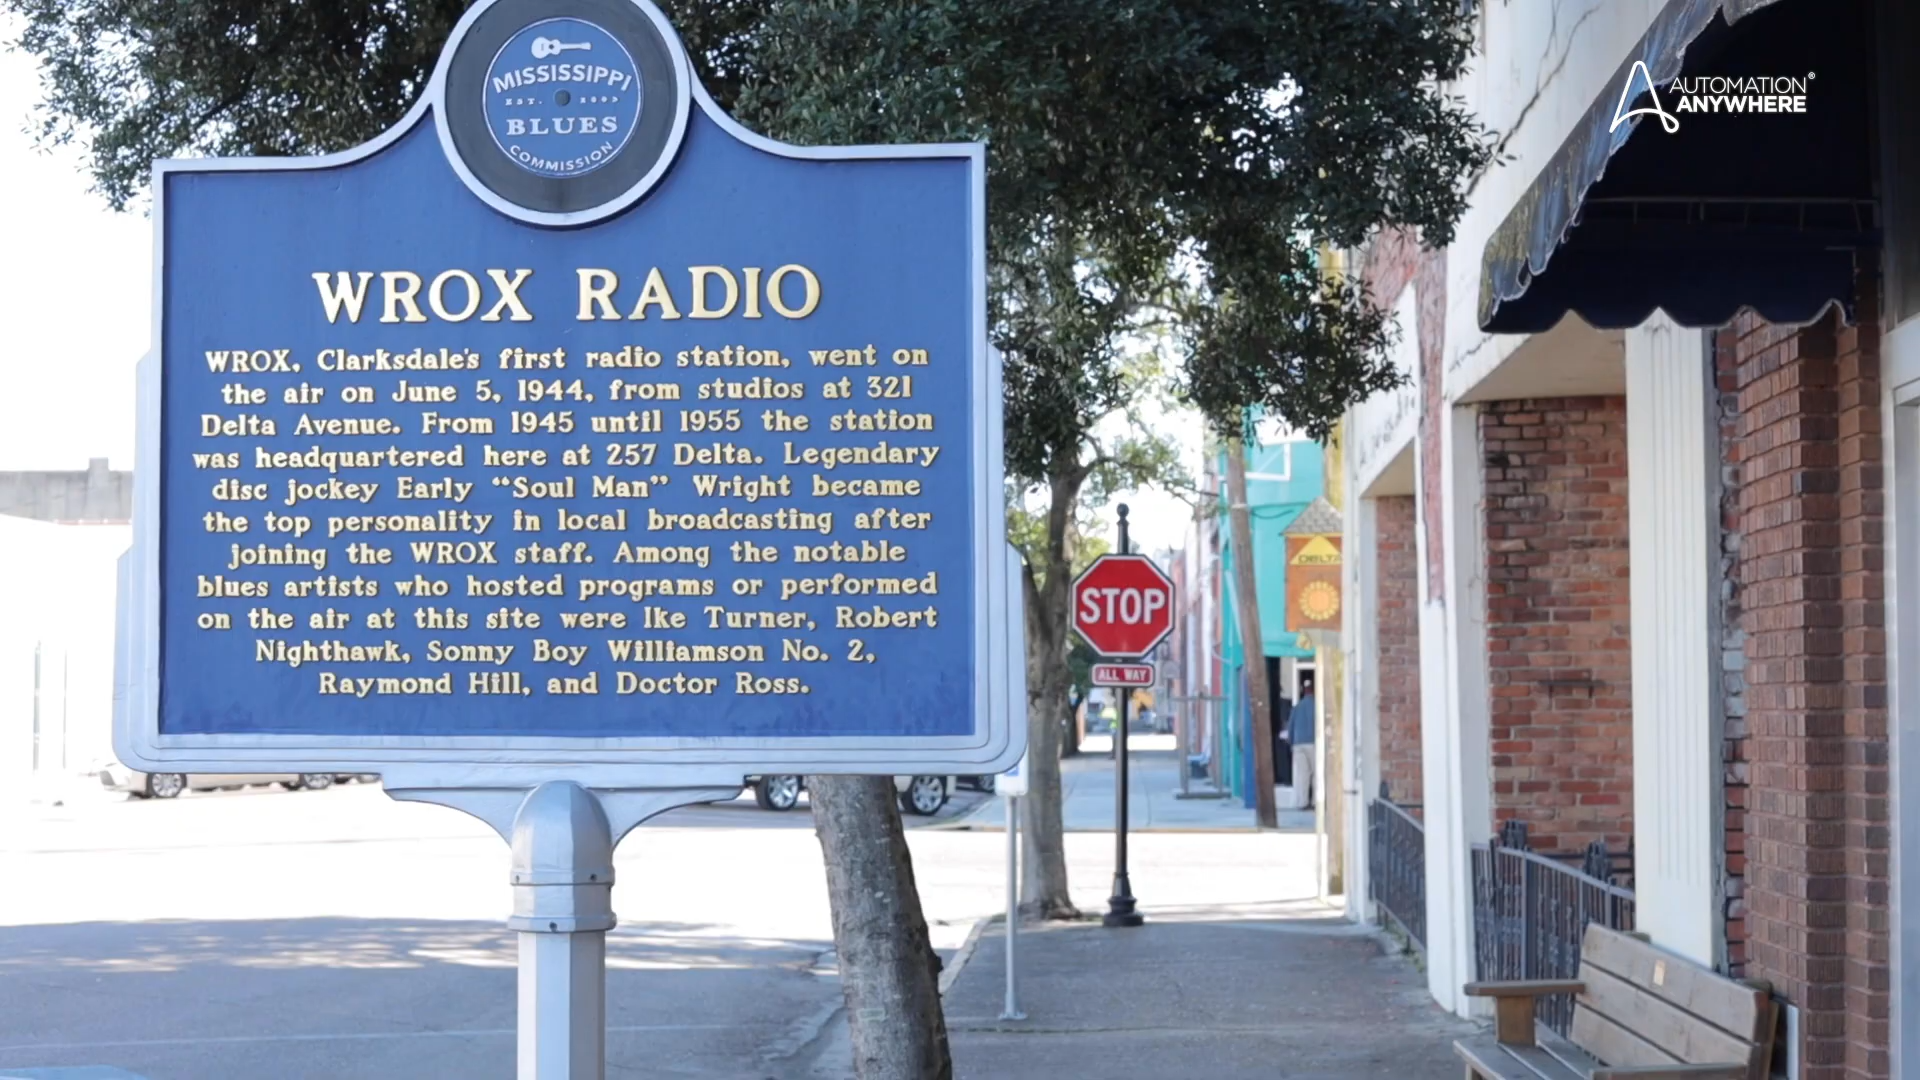 MISSISSIPPI
EST. 2003
BLUES
COMMISSION
WROX RADIO
WROX, Clarksdale's first radio station, went on
the air on June 5, 1944, from studios at 321
Delta Avenue. From 1945 until 1955 the station
was headquartered here at 257 Delta. Legendary
disc jockey Early "Soul Man" Wright became
the top personality in local broadcasting after
joining the WROX staff. Among the notable
blues artists who hosted programs or performed
on the air at this site were Ike Turner, Robert
Nighthawk, Sonny Boy Williamson No. 2,
Raymond Hill, and Doctor Ross.
AUTOMATION®
ANYWHERE
DELTA
STOP
ALL WAY